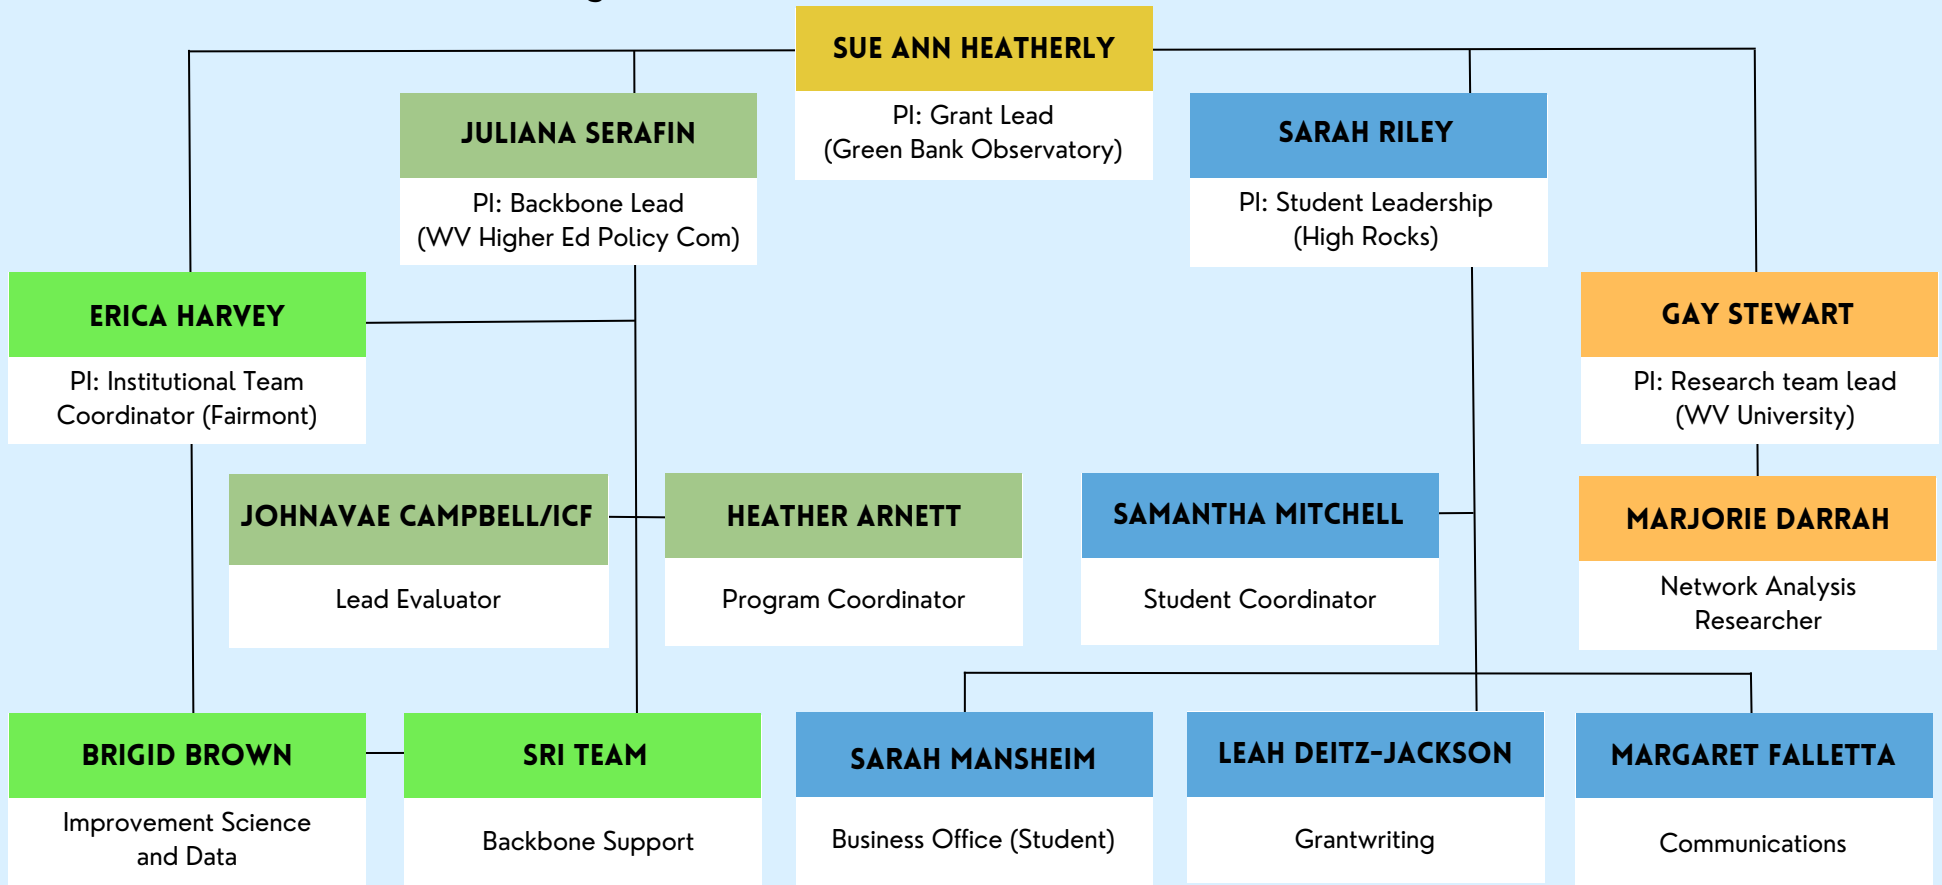 SUE ANN HEATHERLY
PI: Grant Lead
(Green Bank Observatory)
JULIANA SERAFIN
PI: Backbone Lead
(WV Higher Ed Policy Com)
SARAH RILEY
PI: Student Leadership
(High Rocks)
ERICA HARVEY
PI: Institutional Team
Coordinator (Fairmont)
GAY STEWART
PI: Research team lead
(WV University)
JOHNAVAE CAMPBELL/ICF
Lead Evaluator
HEATHER ARNETT
Program Coordinator
SAMANTHA MITCHELL
Student Coordinator
MARJORIE DARRAH
Network Analysis
Researcher
BRIGID BROWN
Improvement Science
and Data
SRI TEAM
Backbone Support
SARAH MANSHEIM
Business Office (Student)
LEAH DEITZ-JACKSON
Grantwriting
MARGARET FALLETTA
Communications